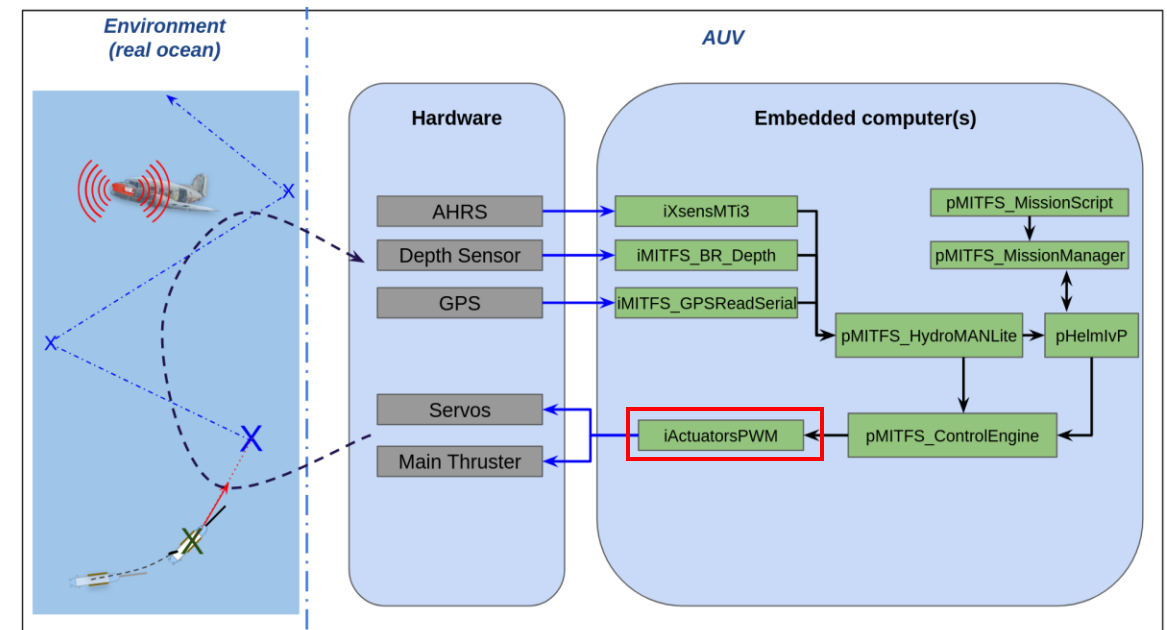 Environment
(real ocean)
AUV
Hardware
Embedded computer(s)
X
AHRS
iXsensMTi3
pMITFS_MissionScript
Depth Sensor
iMITFS_BR_Depth
pMITFS_MissionManager
GPS
iMITFS_GPSReadSerial
X
pMITFS_HydroMANLite
pHelmIvP
Servos
X
iActuatorsPWM
pMITFS_ControlEngine
Main Thruster
X